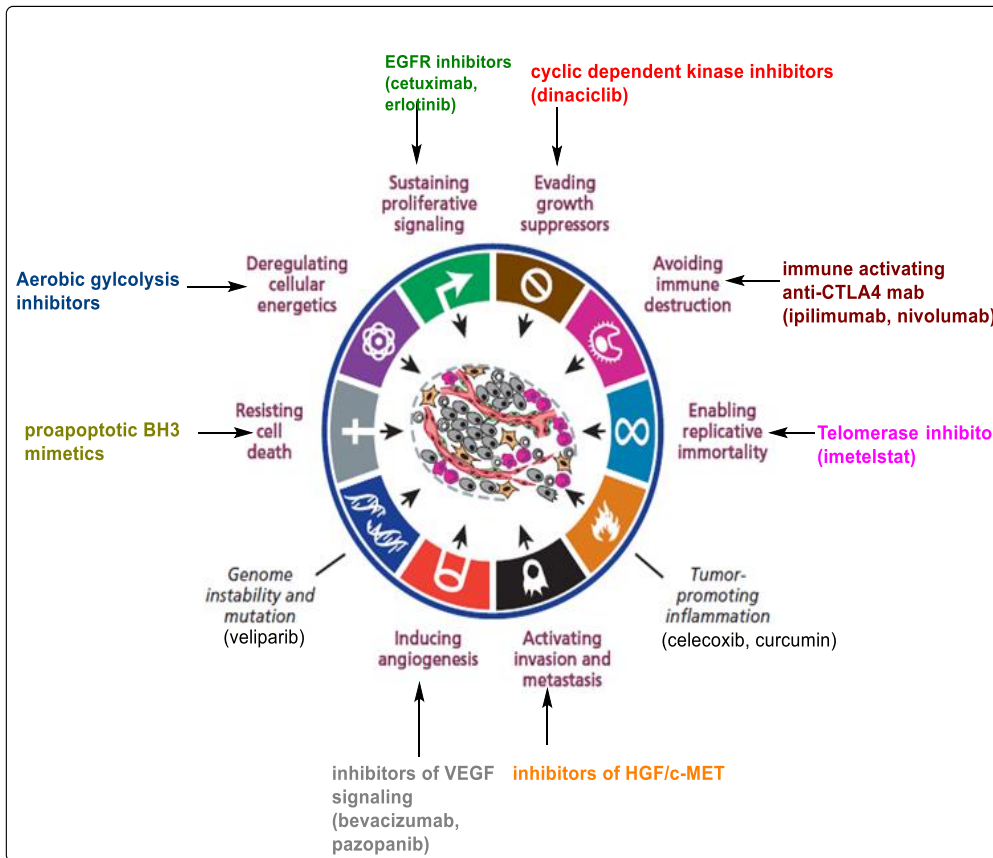 EGFR inhibitors
(cetuximab,
erlotinib)
cyclic dependent kinase inhibitors
(dinaciclib)
Sustaining
proliferative
signaling
Evading
growth
suppressors
Deregulating
cellular
energetics
Avoiding
immune
destruction
Aerobic gylcolysis
inhibitors
immune activating
anti-CTLA4 mab
(ipilimumab, nivolumab)
proapoptotic BH3
mimetics
Resisting
cell
death
Enabling
replicative
immortality
Telomerase inhibito
(imetelstat)
Genome
instability and
mutation
(veliparib)
Tumor-
promoting
inflammation
(celecoxib, curcumin)
Inducing
angiogenesis
Activating
invasion and
metastasis
inhibitors of VEGF
signaling
(bevacizumab,
pazopanib)
inhibitors of HGF/c-MET